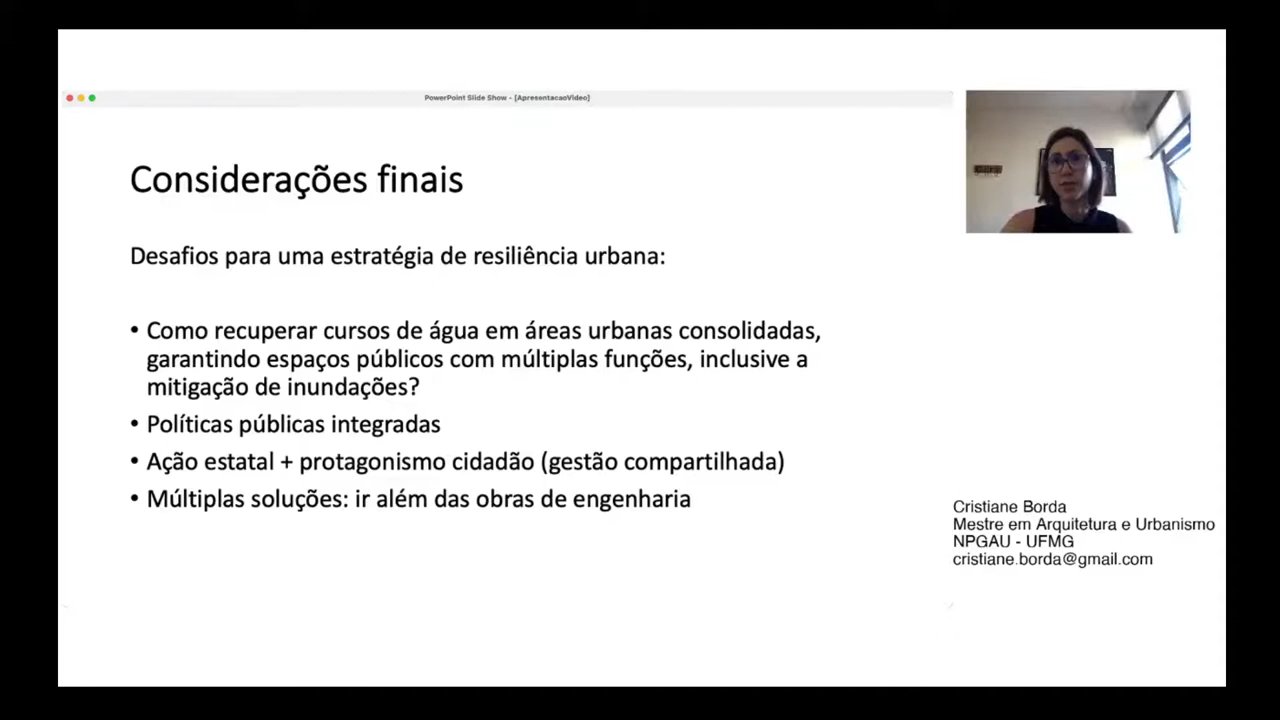 PowerPoint Slide Show - [ApresentacaoVideo]
Considerações finais
Desafios para uma estratégia de resiliência urbana:
• Como recuperar cursos de água em áreas urbanas consolidadas,
garantindo espaços públicos com múltiplas funções, inclusive a
mitigação de inundações?
• Políticas públicas integradas
• Ação estatal + protagonismo cidadão (gestão compartilhada)
• Múltiplas soluções: ir além das obras de engenharia
Cristiane Borda
Mestre em Arquitetura e Urbanismo
NPGAU - UFMG
cristiane.borda@gmail.com